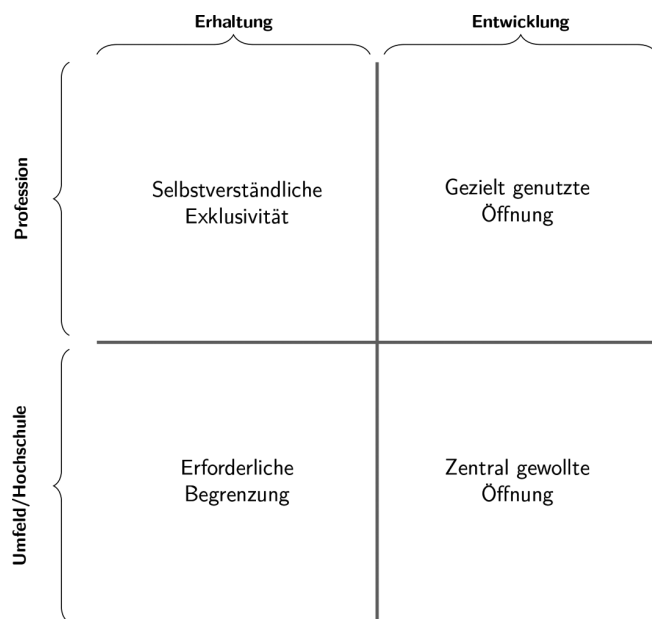 Erhaltung
Entwicklung
Profession
Selbstverständliche
Exklusivität
Gezielt genutzte
Öffnung
Umfeld/Hochschule
Erforderliche
Begrenzung
Zentral gewollte
Öffnung